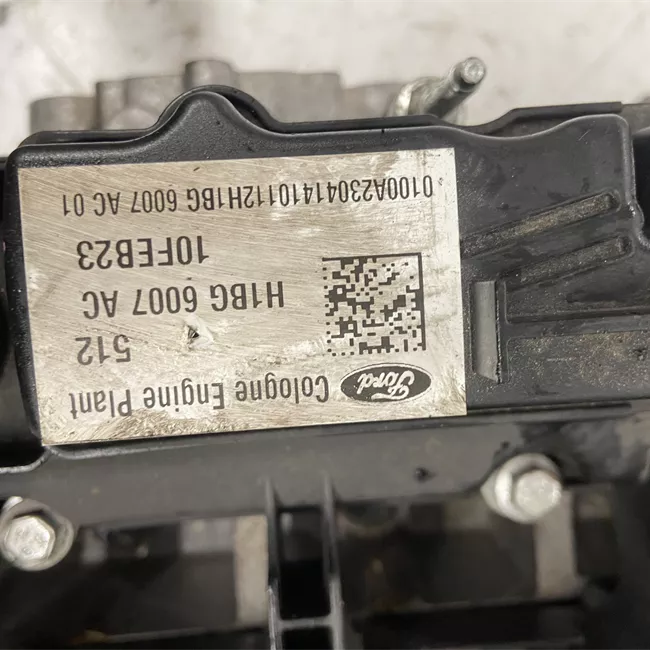 Ford Cologne Engine Plant
512
H1BG 6007 AC
10FEB23
0100A23041410112H1BG 6007 AC 01